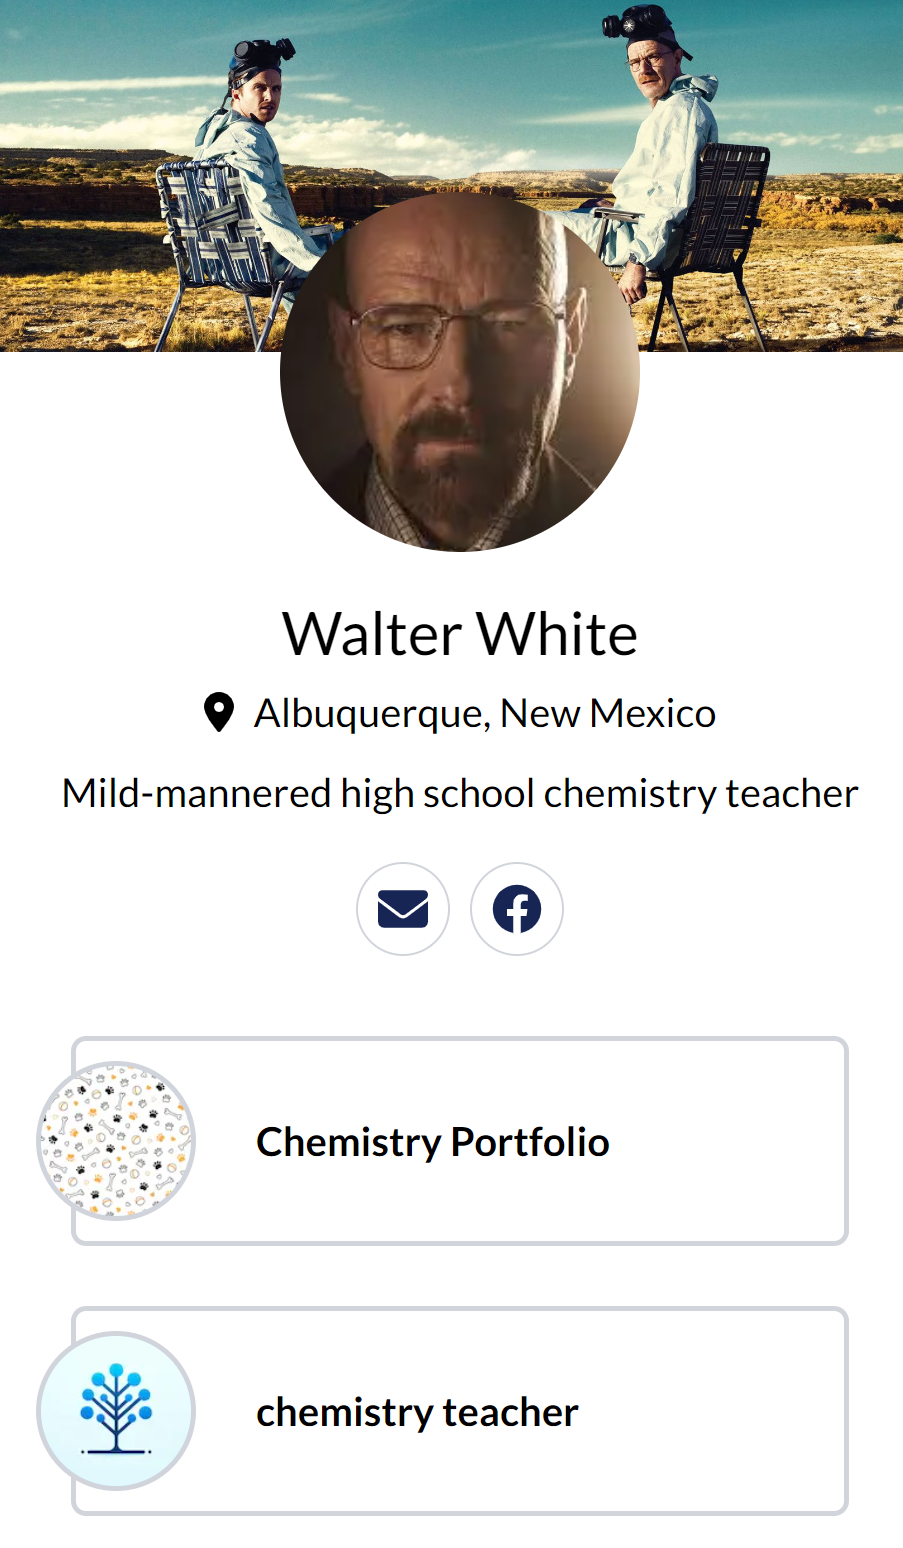 Walter White
Albuquerque, New Mexico
Mild-mannered high school chemistry teacher
Chemistry Portfolio
chemistry teacher